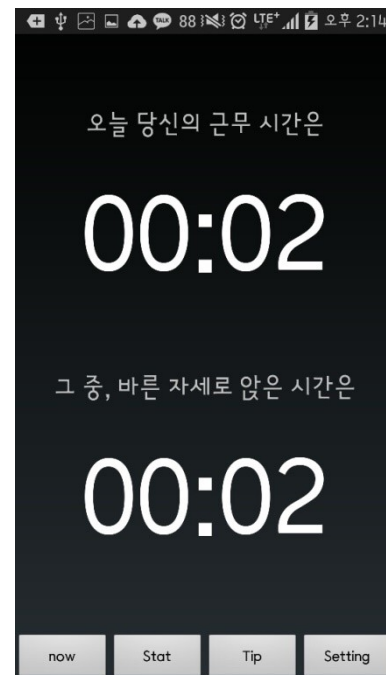 TALK 88 LTE+ 오후 2:14
오늘 당신의 근무 시간은
00:02
그 중, 바른 자세로 앉은 시간은
00:02
now Stat Tip Setting